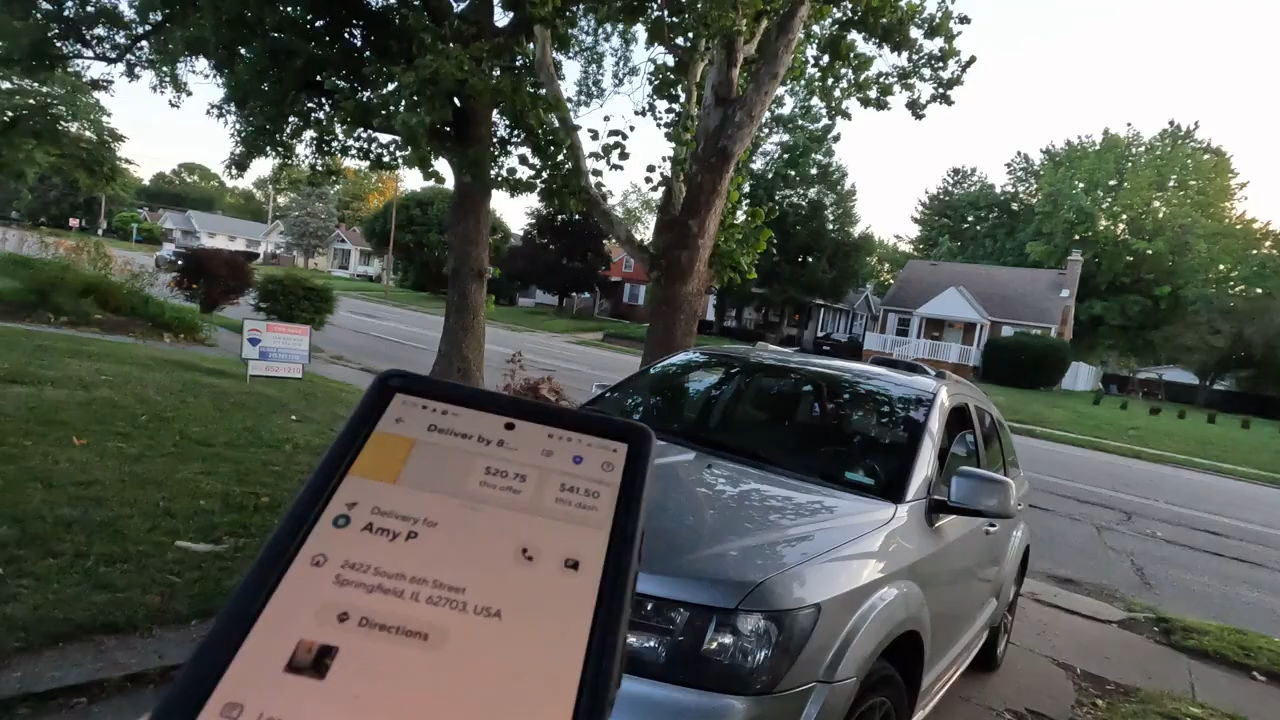 Deliver by 8:...
$20.75
this offer
$41.50
this dash
Delivery for
Amy P
2422 South 6th Street
Springfield, IL 62703, USA
Directions
652-1210